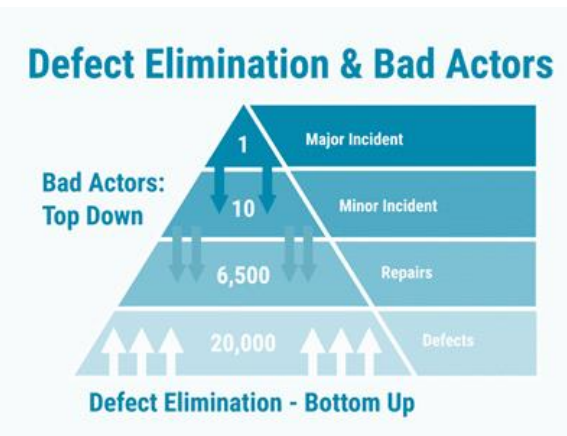 Defect Elimination & Bad Actors
1
Major Incident
Bad Actors:
Top Down
10
Minor Incident
6,500
Repairs
20,000
Defects
Defect Elimination - Bottom Up